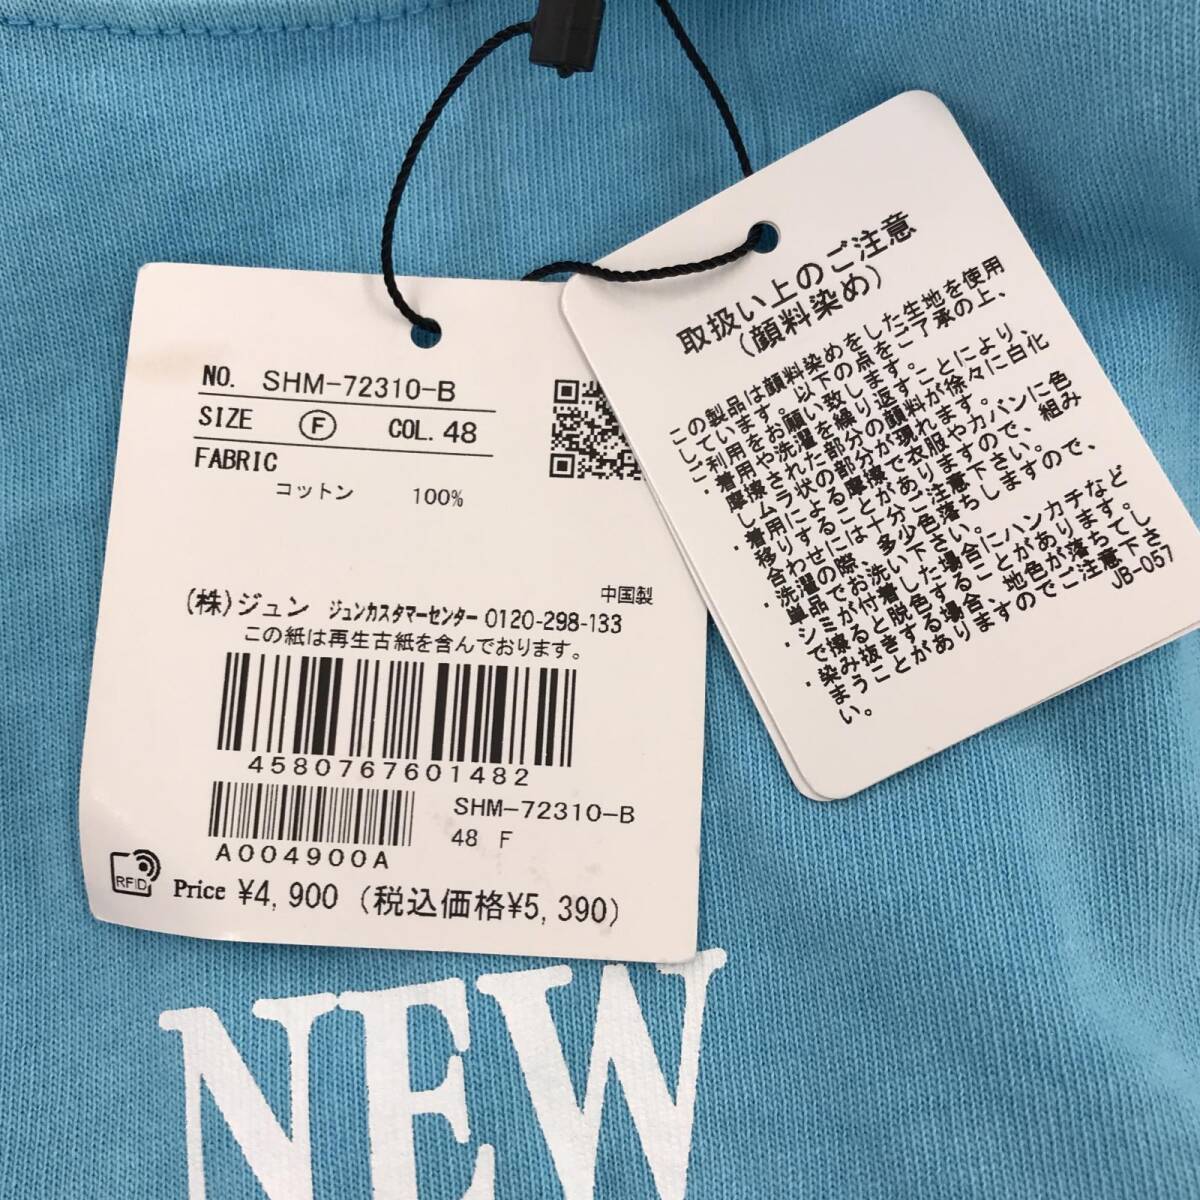 NO. SHM-72310-B
SIZE Ⓕ COL. 48
FABRIC
コットン 100%
中国製
(株)ジュン ジュンカスタマーセンター 0120-298-133
この紙は再生古紙を含んでおります。
4580767601482
SHM-72310-B
48 F
A004900A
RFID
Price ¥4,900 (税込価格¥5,390)
取扱い上のご注意
(顔料染め)
この製品は顔料染めをした生地を使用
しています。以下の点をご了承の上、
ご利用をお願い致します。
・着用や洗濯を繰り返すことにより、
摩擦された部分の顔料が徐々に白化
しムラ状の部分が現れます。
・着用による摩擦で衣服やカバンに色
移りすることがありますので、組み
合わせには十分ご注意下さい。
・洗濯の際、多少色落ちしますので、
単品でお洗い下さい。
・シミが付着した場合にハンカチなど
で擦ると脱色することがあります。
・染み抜きする場合、地色が落ちてし
まうことがありますのでご注意下さ
い。
JB-057
NEW